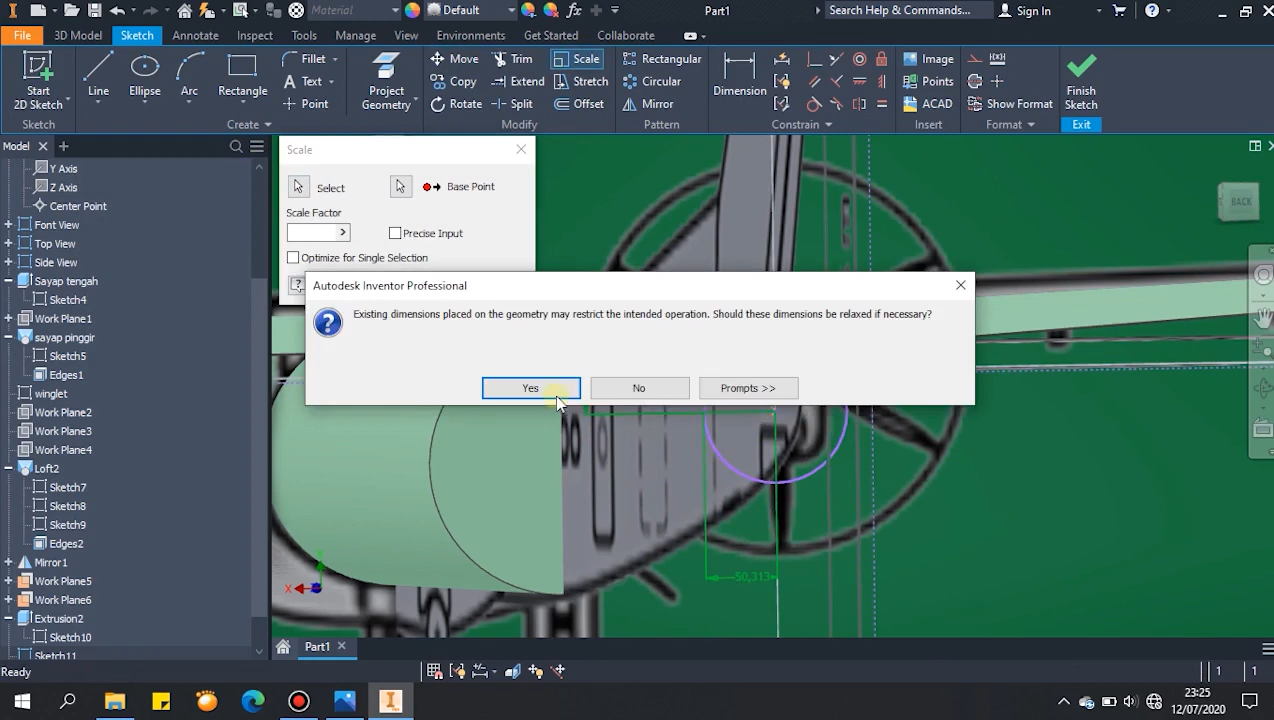 Material
Default
Part1
Search Help & Commands...
Sign In
File
3D Model
Sketch
Annotate
Inspect
Tools
Manage
View
Environments
Get Started
Collaborate
Start
2D Sketch
Line
Ellipse
Arc
Rectangle
Fillet
Text
Point
Project
Geometry
Move
Copy
Rotate
Trim
Extend
Split
Scale
Stretch
Offset
Rectangular
Circular
Mirror
Dimension
Image
Points
ACAD
Show Format
Finish
Sketch
Sketch
Create
Modify
Pattern
Constrain
Insert
Format
Exit
Model
Y Axis
Z Axis
Center Point
Font View
Top View
Side View
Sayap tengah
Sketch4
Work Plane1
sayap pinggir
Sketch5
Edges1
winglet
Work Plane2
Work Plane3
Work Plane4
Loft2
Sketch7
Sketch8
Sketch9
Edges2
Mirror1
Work Plane5
Work Plane6
Extrusion2
Sketch10
Sketch11
Scale
Select
Base Point
Scale Factor
Precise Input
Optimize for Single Selection
Autodesk Inventor Professional
Existing dimensions placed on the geometry may restrict the intended operation. Should these dimensions be relaxed if necessary?
Yes
No
Prompts >>
BACK
50,313
X
Part1
Ready
1
1
23:25
12/07/2020